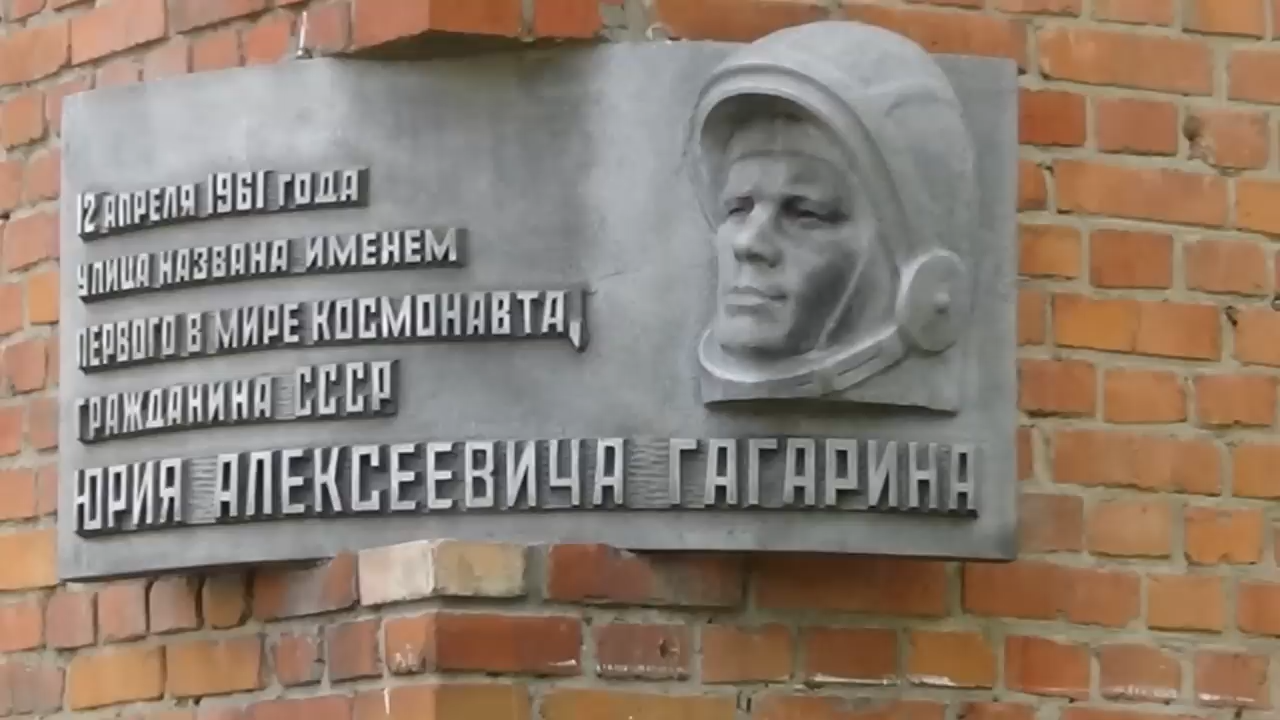 12 АПРЕЛЯ 1961 ГОДА
УЛИЦА НАЗВАНА ИМЕНЕМ
ПЕРВОГО В МИРЕ КОСМОНАВТА,
ГРАЖДАНИНА СССР
ЮРИЯ АЛЕКСЕЕВИЧА ГАГАРИНА